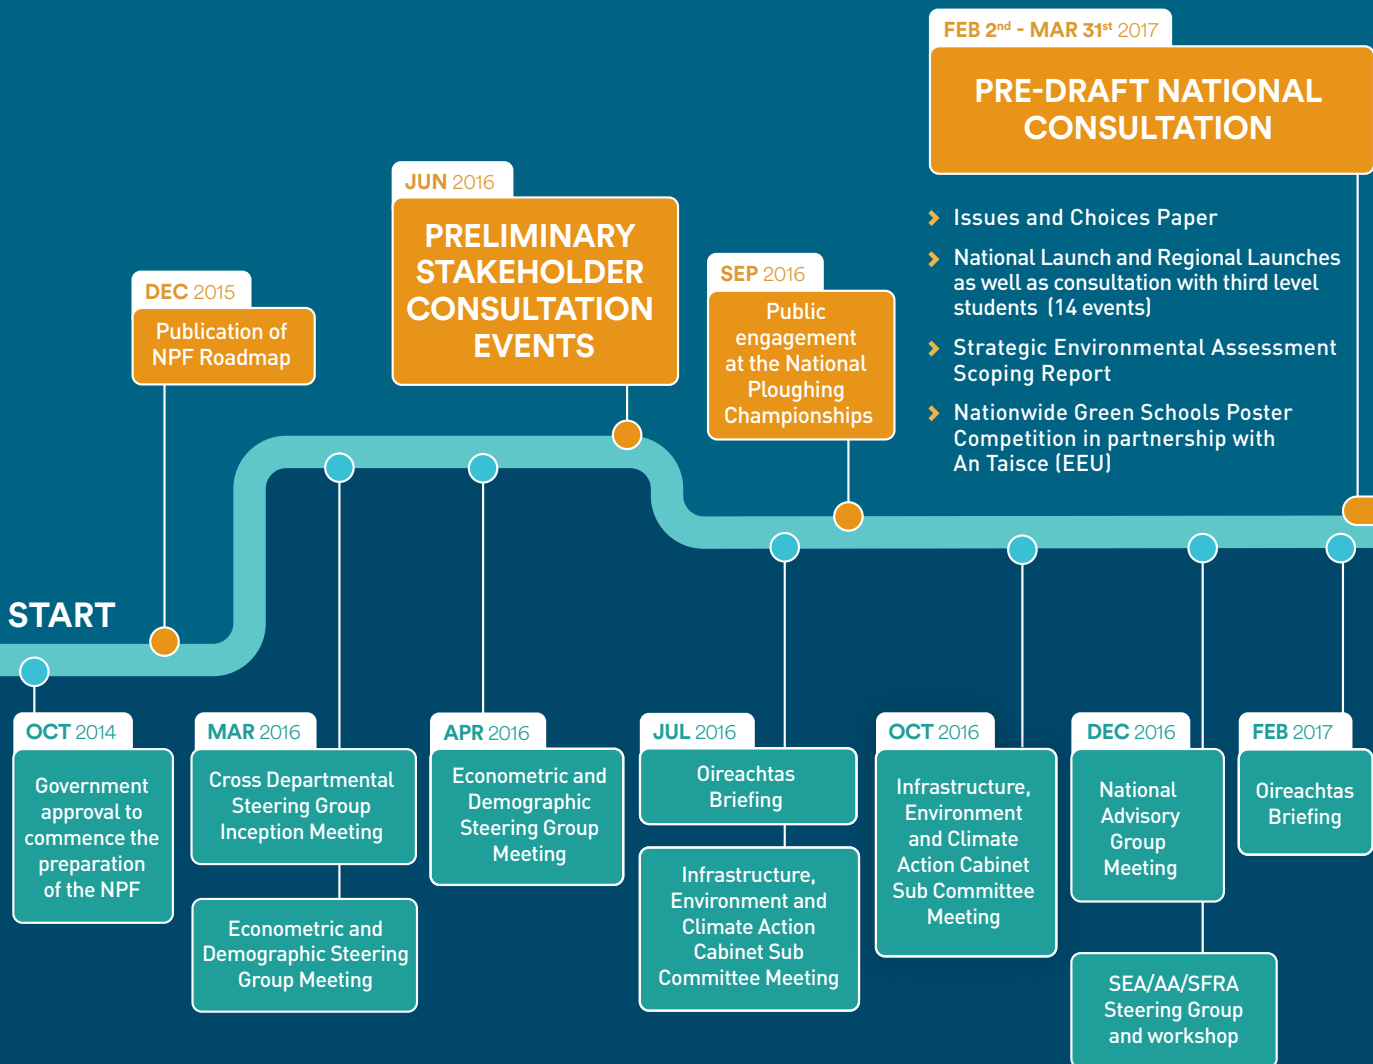 FEB 2nd - MAR 31st 2017
PRE-DRAFT NATIONAL
CONSULTATION
Issues and Choices Paper
National Launch and Regional Launches
as well as consultation with third level
students (14 events)
Strategic Environmental Assessment
Scoping Report
Nationwide Green Schools Poster
Competition in partnership with
An Taisce (EEU)
JUN 2016
PRELIMINARY
STAKEHOLDER
CONSULTATION
EVENTS
SEP 2016
Public
engagement
at the National
Ploughing
Championships
DEC 2015
Publication of
NPF Roadmap
START
OCT 2014
Government
approval to
commence the
preparation
of the NPF
MAR 2016
Cross Departmental
Steering Group
Inception Meeting
Econometric and
Demographic Steering
Group Meeting
APR 2016
Econometric and
Demographic
Steering Group
Meeting
JUL 2016
Oireachtas
Briefing
Infrastructure,
Environment and
Climate Action
Cabinet Sub
Committee Meeting
OCT 2016
Infrastructure,
Environment
and Climate
Action Cabinet
Sub Committee
Meeting
DEC 2016
National
Advisory
Group
Meeting
SEA/AA/SFRA
Steering Group
and workshop
FEB 2017
Oireachtas
Briefing